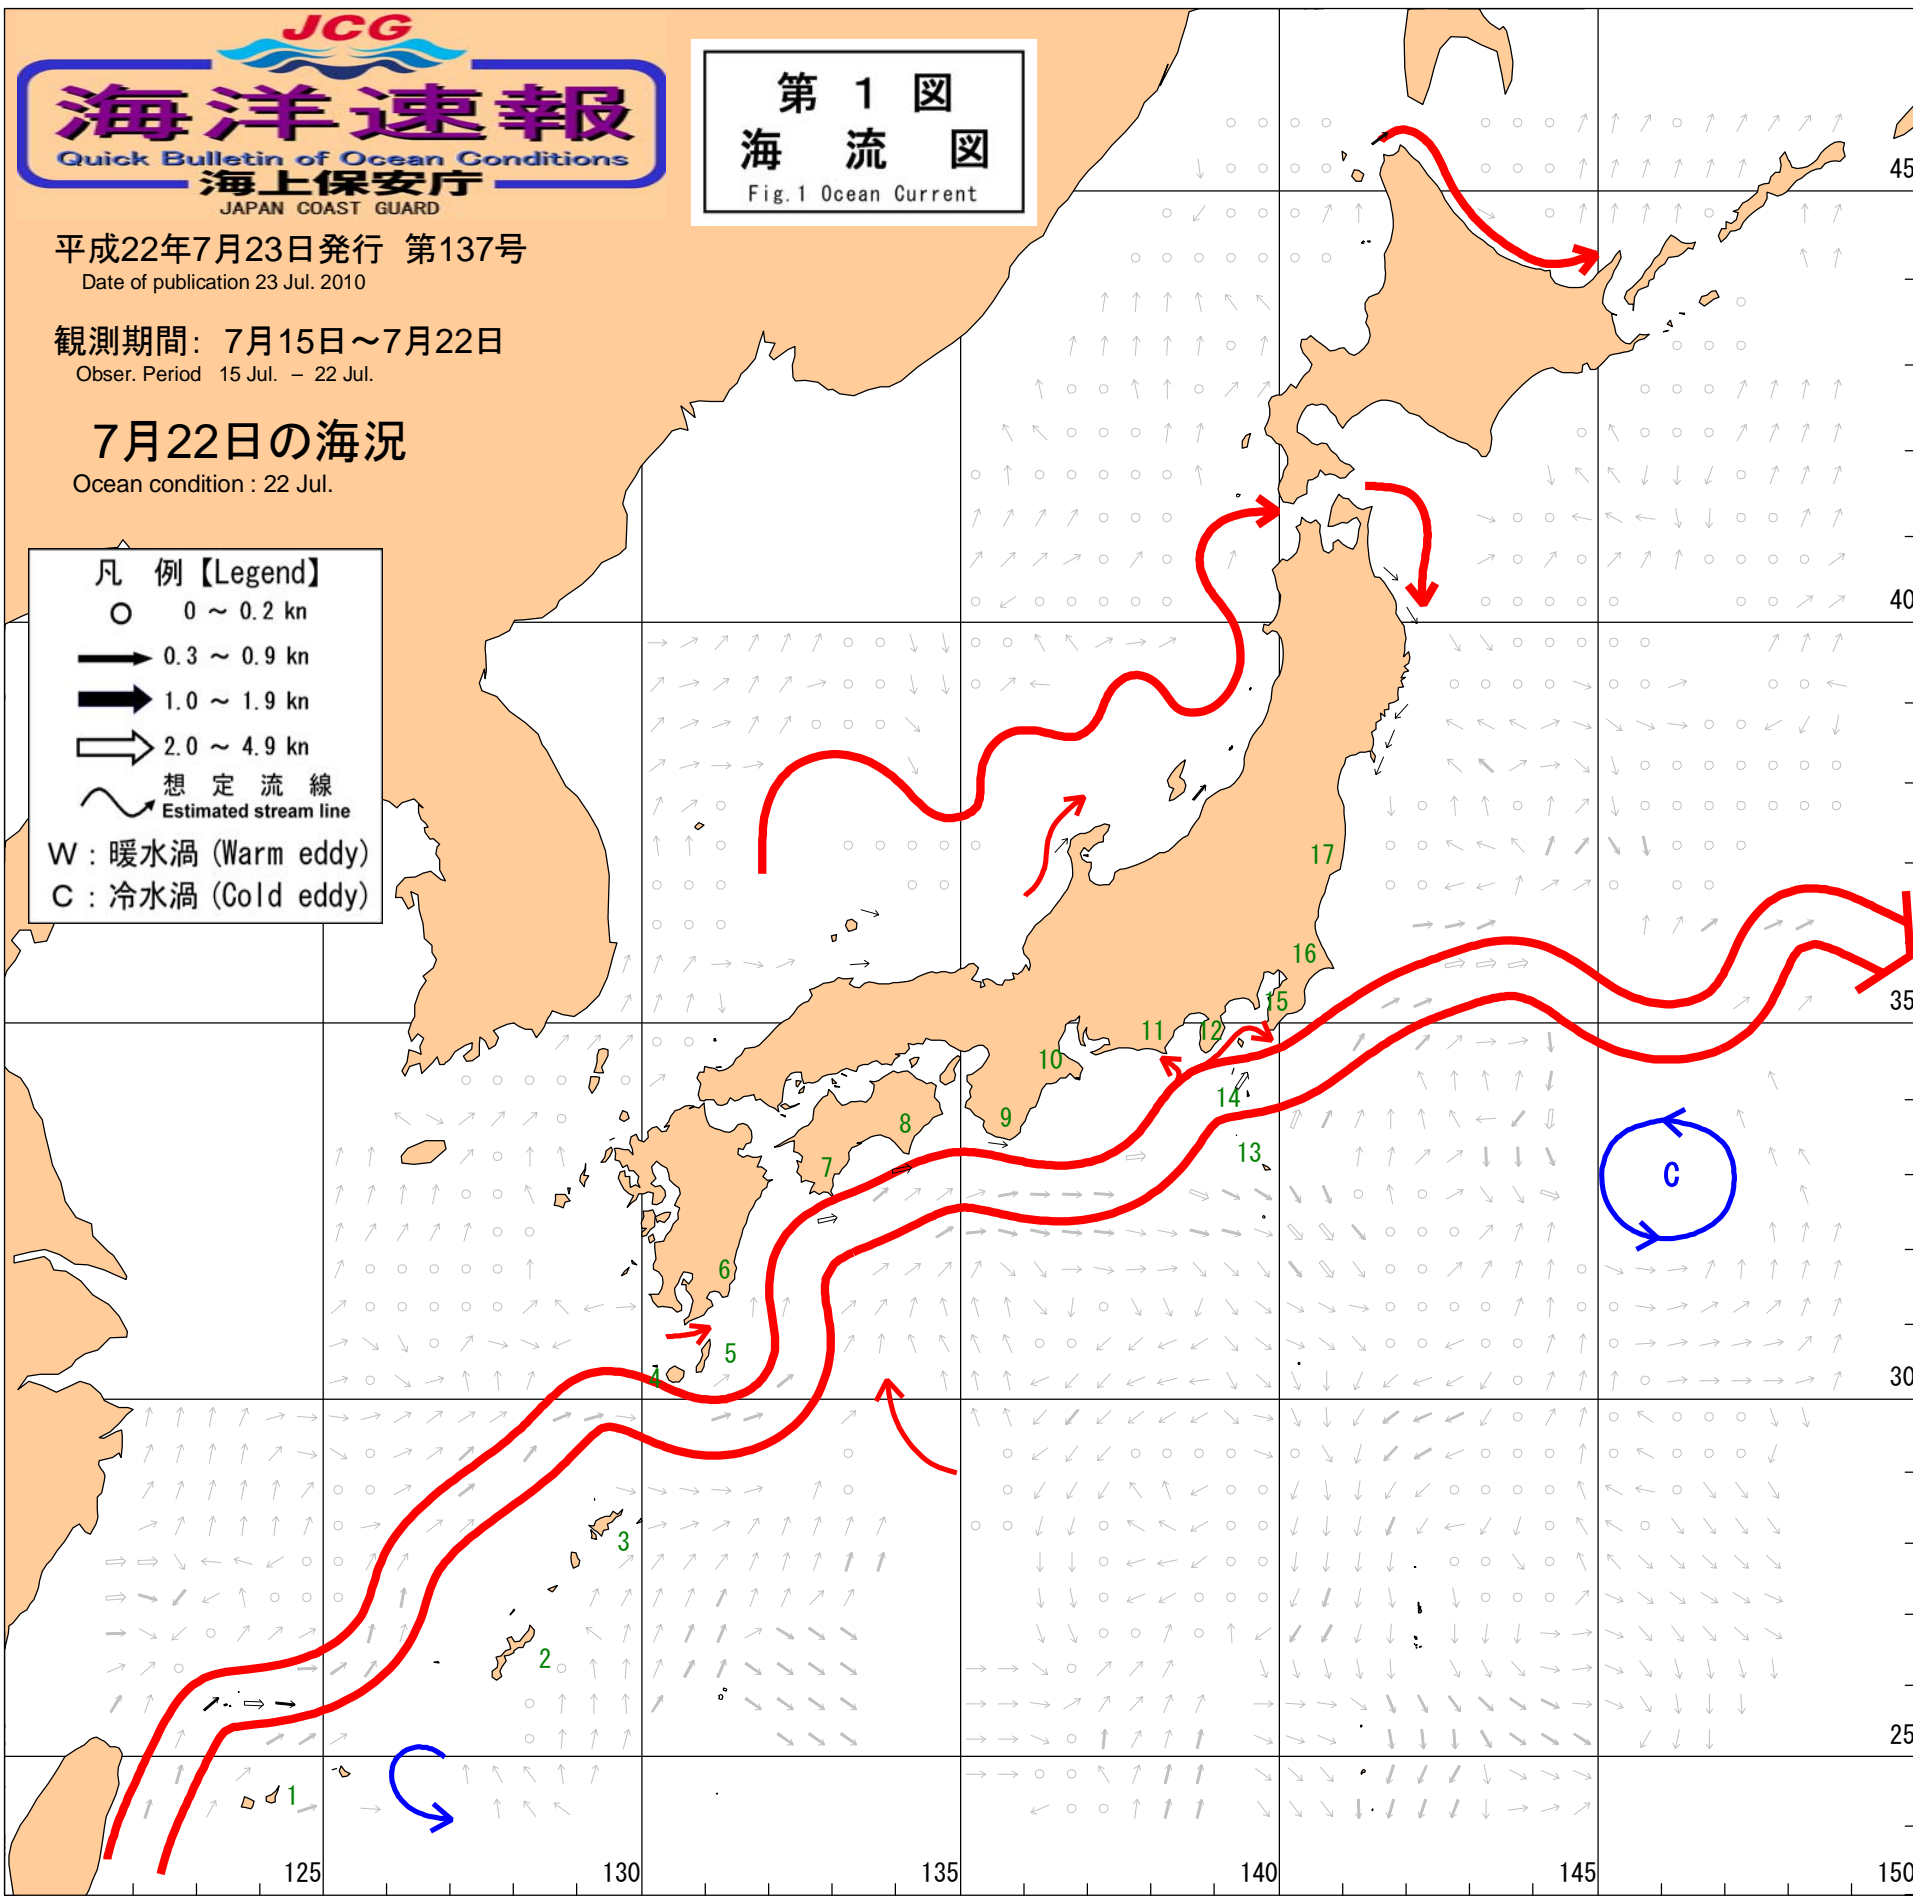 JCG
海洋速報
Quick Bulletin of Ocean Conditions
海上保安庁
JAPAN COAST GUARD
第 1 図
海 流 図
Fig.1 Ocean Current
平成22年7月23日発行 第137号
Date of publication 23 Jul. 2010
観測期間: 7月15日～7月22日
Obser. Period 15 Jul. – 22 Jul.
7月22日の海況
Ocean condition : 22 Jul.
凡 例【Legend】
0 ～ 0.2 kn
0.3 ～ 0.9 kn
1.0 ～ 1.9 kn
2.0 ～ 4.9 kn
想 定 流 線
Estimated stream line
W : 暖水渦 (Warm eddy)
C : 冷水渦 (Cold eddy)
45
40
17
16
15
35
12
11
10
14
9
8
13
7
C
6
5
4
30
3
2
25
1
125
130
135
140
145
150